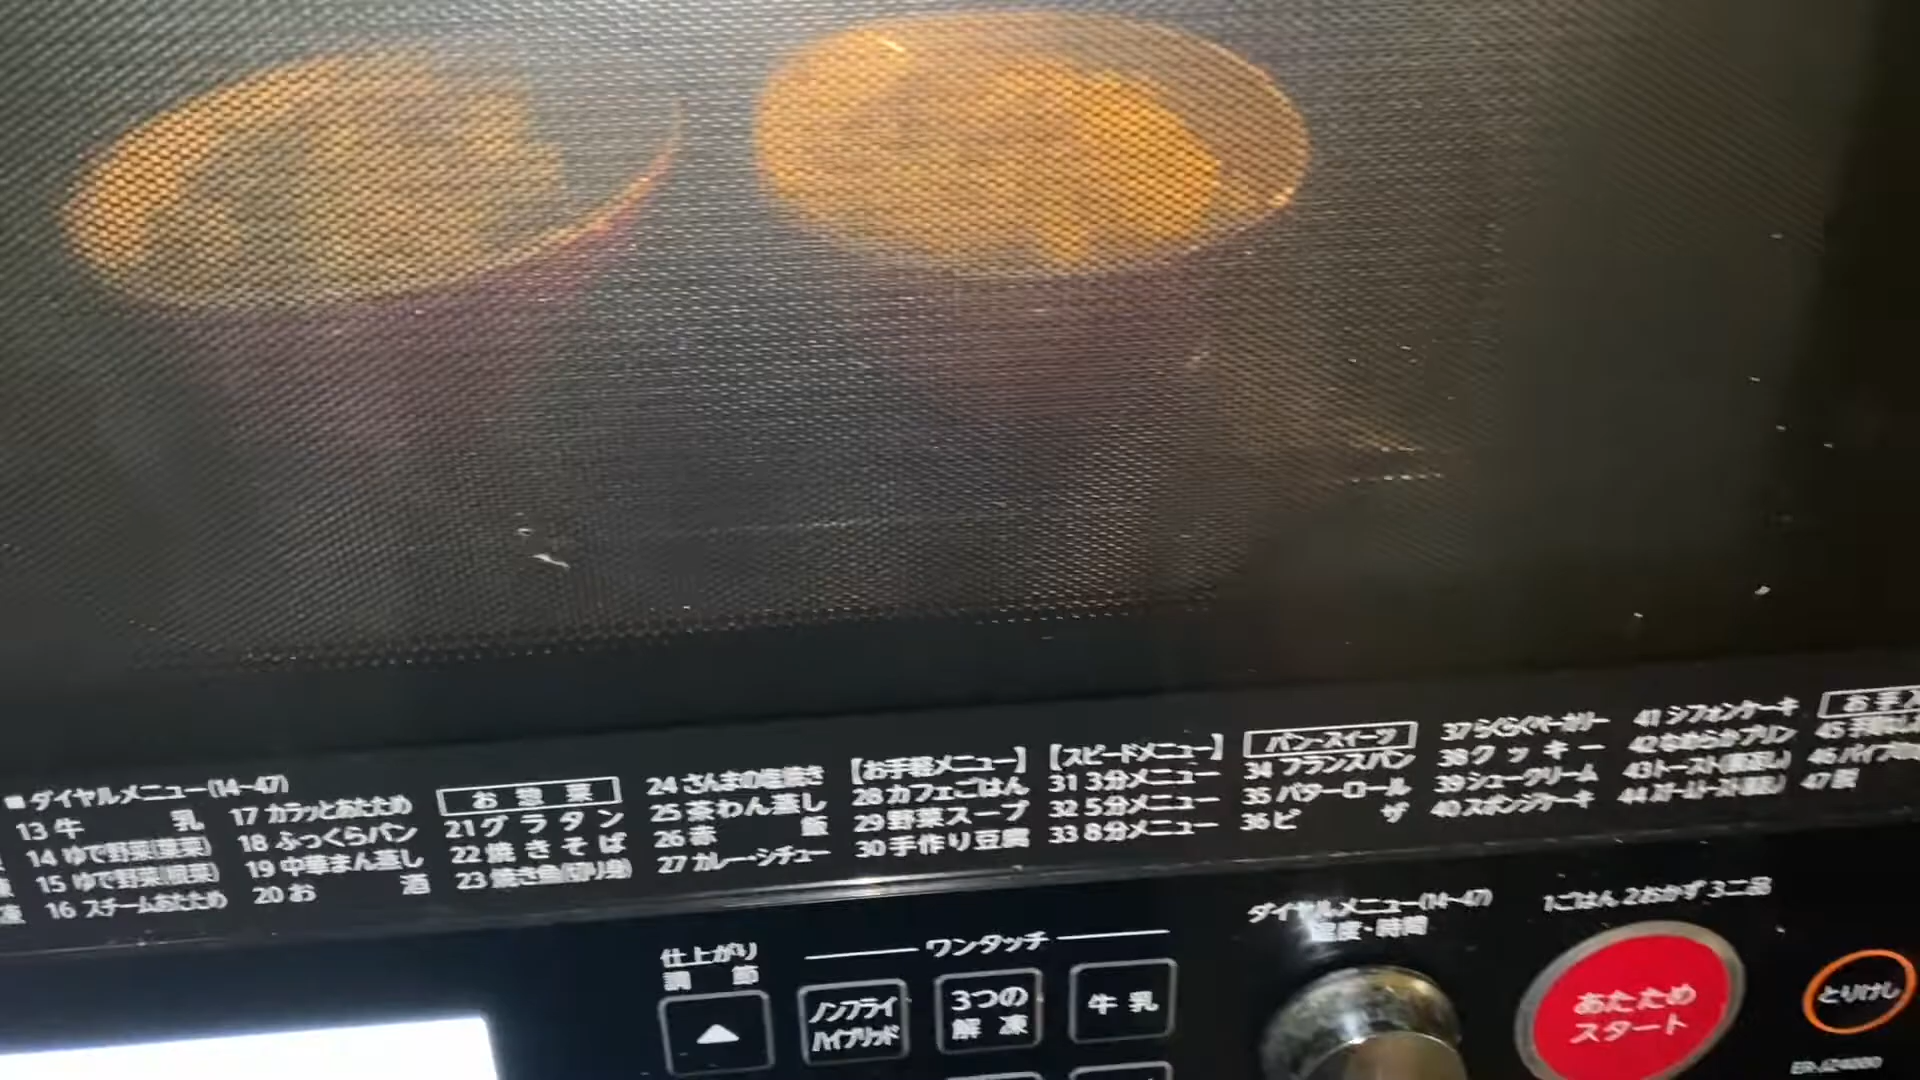 ■ダイヤルメニュー(14~47)
13 牛 乳
14 ゆで野菜(葉菜)
15 ゆで野菜(根菜)
16 スチームあたため
17 カラッとあたため
18 ふっくらパン
19 中華まん蒸し
20 お 酒
お 惣 菜
21 グラタン
22 焼きそば
23 焼き魚(切り身)
24 さんまの塩焼き
25 茶わん蒸し
26 赤 飯
27 カレー・シチュー
【お手軽メニュー】
28 カフェごはん
29 野菜スープ
30 手作り豆腐
【スピードメニュー】
31 3分メニュー
32 5分メニュー
33 8分メニュー
パン・スイーツ
34 フランスパン
35 バターロール
36 ピ ザ
37 らくらくベーカリー
38 クッキー
39 シュークリーム
40 スポンジケーキ
41 シフォンケーキ
42 なめらかプリン
43 トースト(裏返し)
47 脱
仕上がり
調 節
ワンタッチ
ノンフライ
ハイブリッド
3つの
解 凍
牛 乳
ダイヤルメニュー(14~47)
温度・時間
1ごはん 2おかず 3二品
あたため
スタート
とりけし